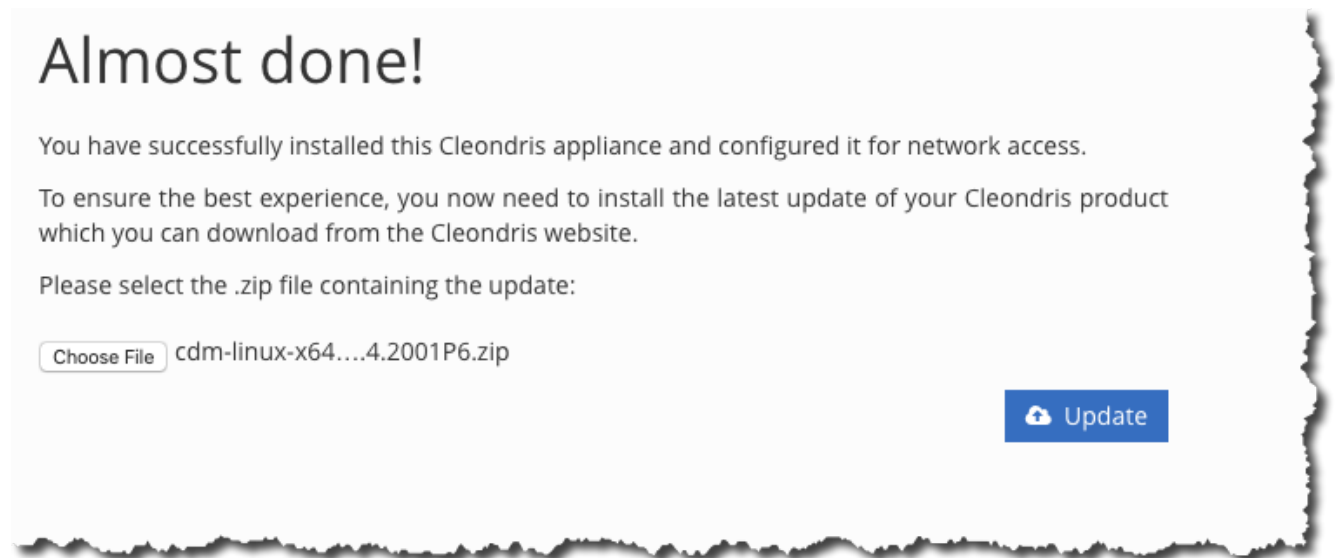 Almost done!
You have successfully installed this Cleondris appliance and configured it for network access.
To ensure the best experience, you now need to install the latest update of your Cleondris product
which you can download from the Cleondris website.
Please select the .zip file containing the update:
Choose File cdm-linux-x64....4.2001P6.zip
Update